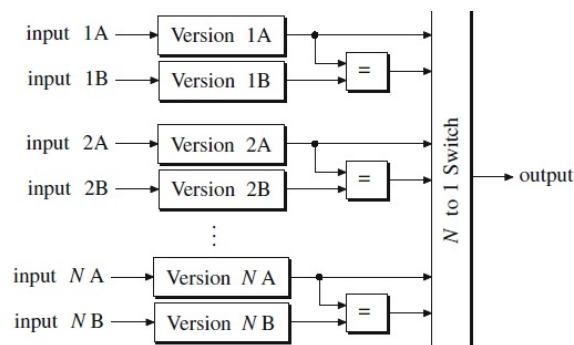 input 1A
Version 1A
input 1B
Version 1B
=
input 2A
Version 2A
input 2B
Version 2B
=
⋮
input N A
Version N A
input N B
Version N B
=
N to 1 Switch
output